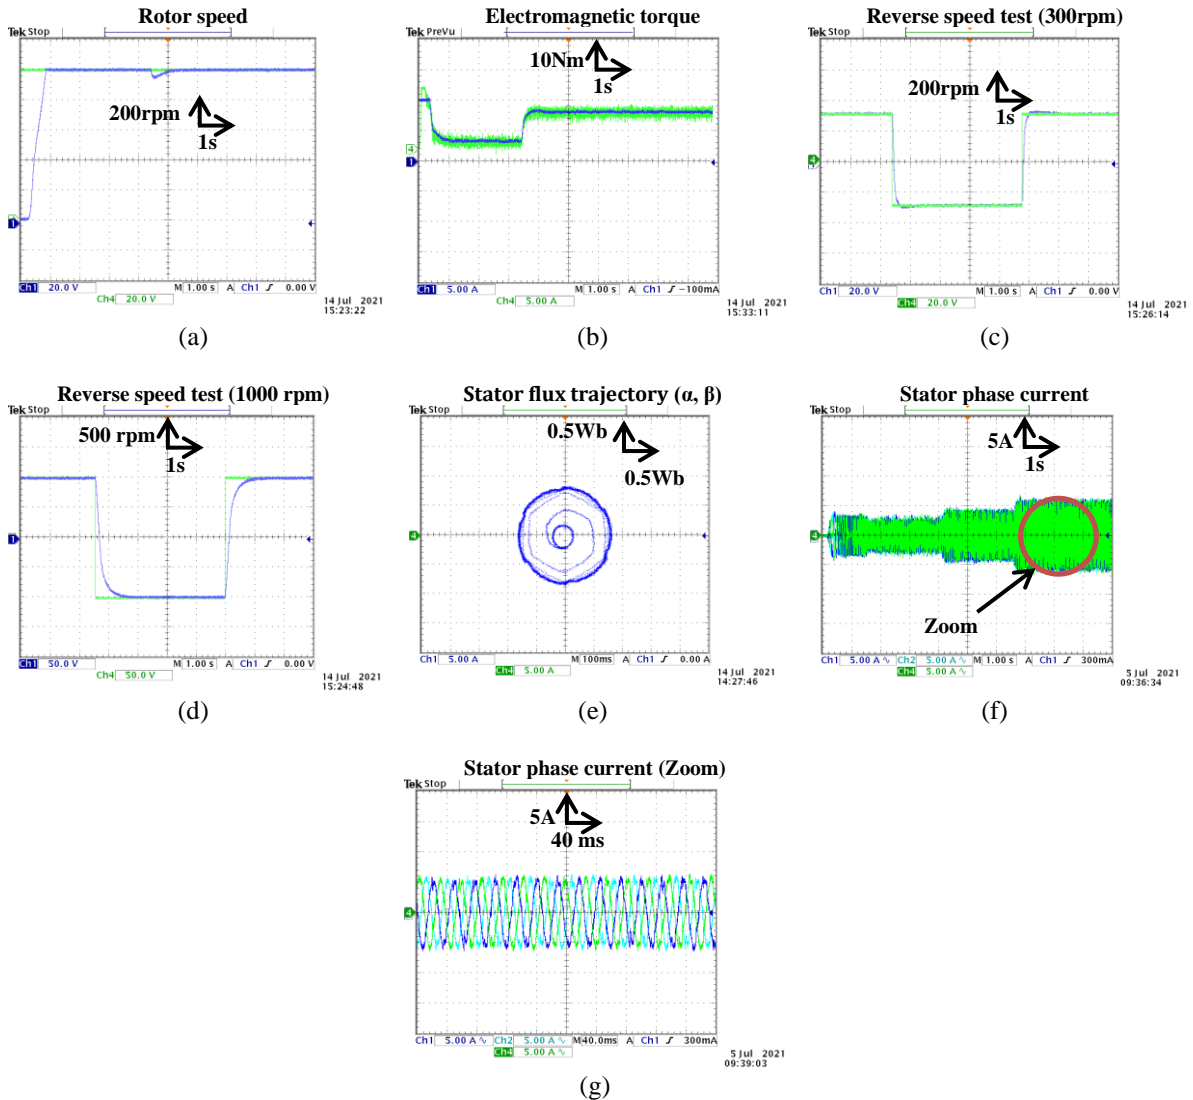 Rotor speed
Tek Stop
200rpm
1s
1
Ch1 20.0 V M 1.00 s A Ch1 ƒ 0.00 V
Ch4 20.0 V
14 Jul 2021
15:23:22
(a)
Electromagnetic torque
Tek PreVu
10Nm
1s
4
1
Ch1 5.00 A M 1.00 s A Ch1 ƒ −100mA
Ch4 5.00 A
14 Jul 2021
15:33:11
(b)
Reverse speed test (300rpm)
Tek Stop
200rpm
1s
4
Ch1 20.0 V M 1.00 s A Ch1 ƒ 0.00 V
Ch4 20.0 V
14 Jul 2021
15:26:14
(c)
Reverse speed test (1000 rpm)
Tek Stop
500 rpm
1s
1
Ch1 50.0 V M 1.00 s A Ch1 ƒ 0.00 V
Ch4 50.0 V
14 Jul 2021
15:24:48
(d)
Stator flux trajectory (α, β)
Tek Stop
0.5Wb
0.5Wb
4
Ch1 5.00 A M 100ms A Ch1 ƒ 0.00 A
Ch4 5.00 A
14 Jul 2021
14:27:46
(e)
Stator phase current
Tek Stop
5A
1s
4
Zoom
Ch1 5.00 A ∿ Ch2 5.00 A ∿ M 1.00 s A Ch1 ƒ 300mA
Ch4 5.00 A ∿
5 Jul 2021
09:36:34
(f)
Stator phase current (Zoom)
Tek Stop
5A
40 ms
4
Ch1 5.00 A ∿ Ch2 5.00 A ∿ M 40.0ms A Ch1 ƒ 300mA
Ch4 5.00 A ∿
5 Jul 2021
09:39:03
(g)